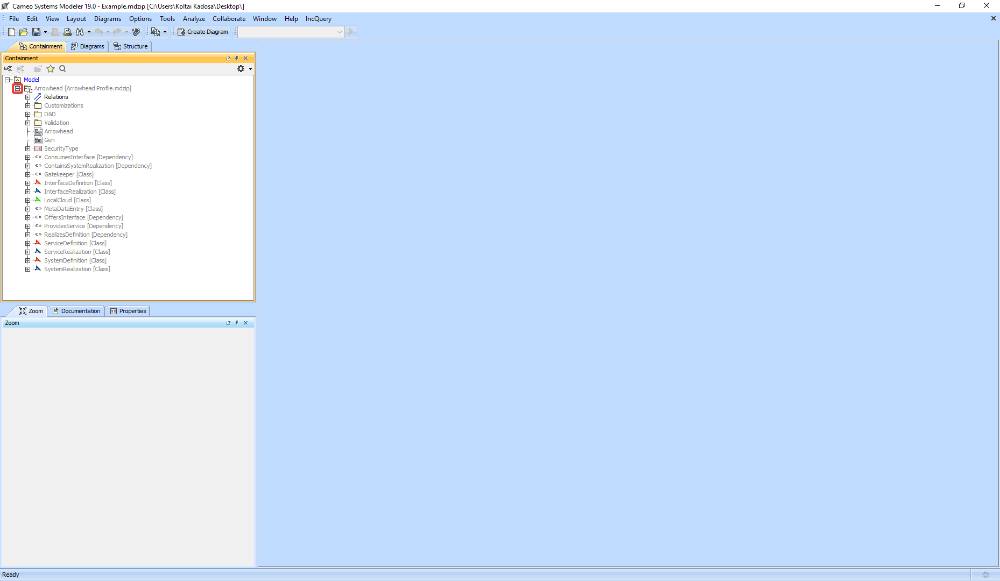 Cameo Systems Modeler 19.0 - Example.mdzip [C:\Users\Koltai Kadosa\Desktop\]
File Edit View Layout Diagrams Options Tools Analyze Collaborate Window Help IncQuery
Create Diagram
Containment Diagrams Structure
Containment
Model
Arrowhead [Arrowhead Profile.mdzip]
Relations
Customizations
D&D
Validation
Arrowhead
Gen
E SecurityType
ConsumesInterface [Dependency]
ContainsSystemRealization [Dependency]
Gatekeeper [Class]
InterfaceDefinition [Class]
InterfaceRealization [Class]
LocalCloud [Class]
MetaDataEntry [Class]
OffersInterface [Dependency]
ProvidesService [Dependency]
RealizesDefinition [Dependency]
ServiceDefinition [Class]
ServiceRealization [Class]
SystemDefinition [Class]
SystemRealization [Class]
Zoom Documentation Properties
Zoom
Ready